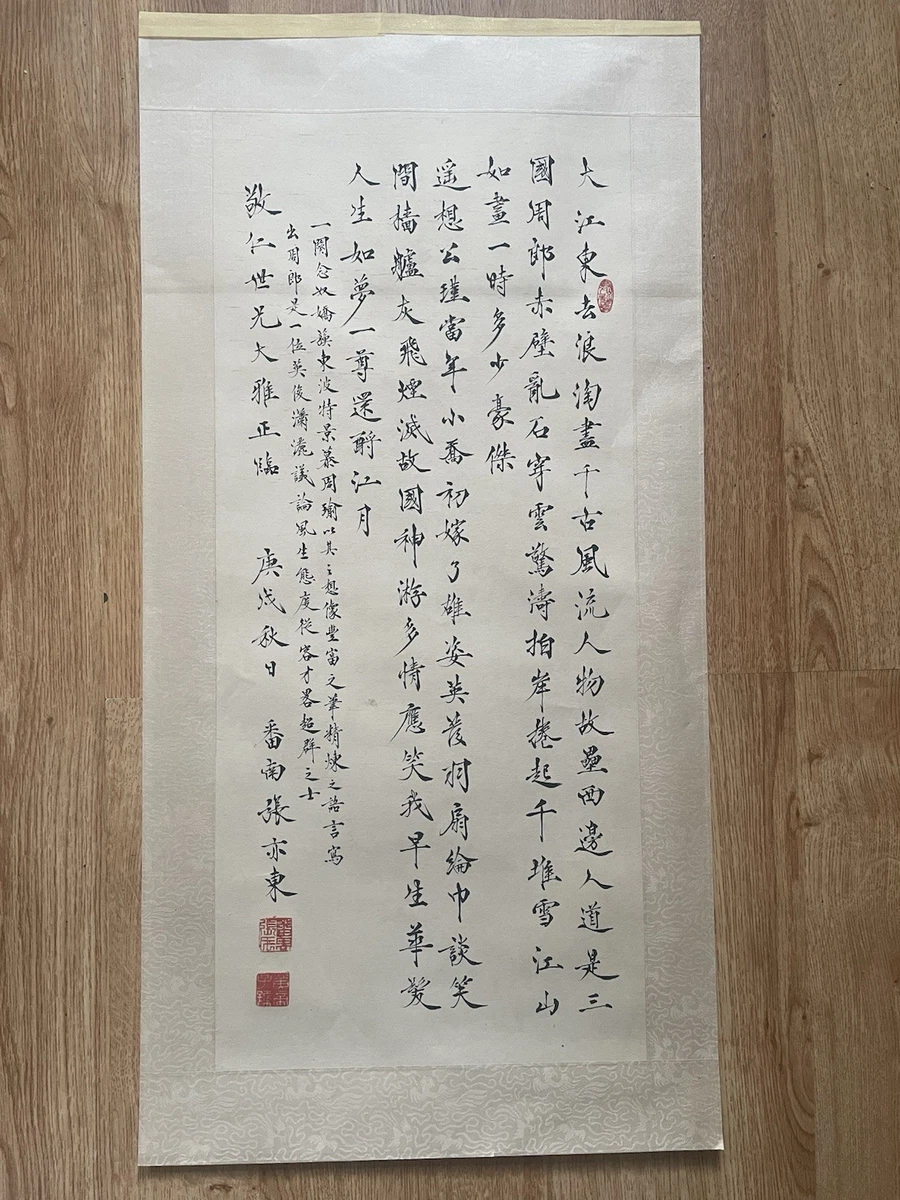 大江東去浪淘盡千古風流人物故壘西邊人道是三
國周郎赤壁亂石穿雲驚濤拍岸捲起千堆雪江山
如畫一時多少豪傑
遥想公瑾當年小喬初嫁了雄姿英發羽扇綸巾談笑
間檣艫灰飛煙滅故國神游多情應笑我早生華髮
人生如夢一尊還酹江月
一闋念奴嬌蘇東波特景慕周瑜以其之想像豐富之筆精煉之語言寫
出周郎是一位英俊瀟灑議論風生態度從容才畧超群之士
敬仁世兄大雅正臨
庚戌秋日
番南張亦東